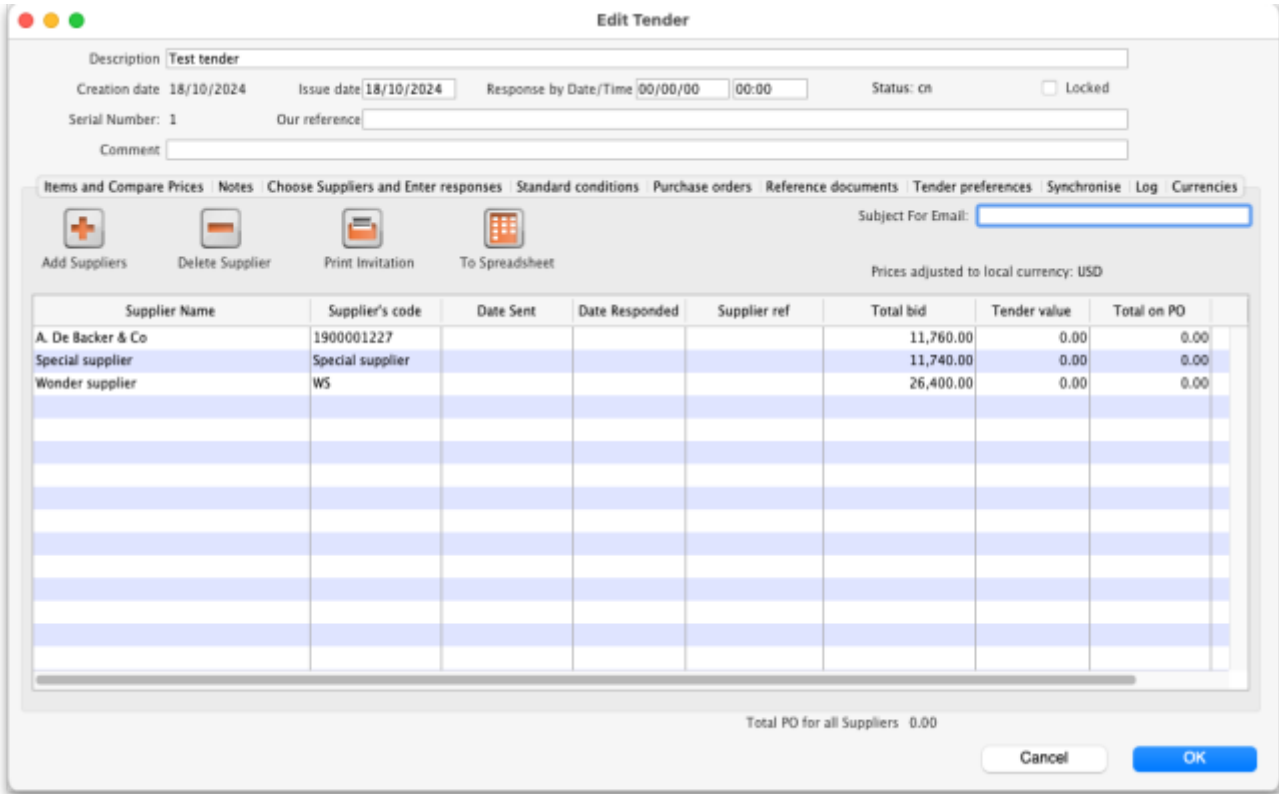 Edit Tender
Description Test tender
Creation date 18/10/2024 Issue date 18/10/2024 Response by Date/Time 00/00/00 00:00 Status: cn Locked
Serial Number: 1 Our reference
Comment
Items and Compare Prices Notes Choose Suppliers and Enter responses Standard conditions Purchase orders Reference documents Tender preferences Synchronise Log Currencies
Subject For Email:
Add Suppliers Delete Supplier Print Invitation To Spreadsheet
Prices adjusted to local currency: USD
Supplier Name Supplier's code Date Sent Date Responded Supplier ref Total bid Tender value Total on PO
A. De Backer & Co 1900001227 11,760.00 0.00 0.00
Special supplier Special supplier 11,740.00 0.00 0.00
Wonder supplier WS 26,400.00 0.00 0.00
Total PO for all Suppliers 0.00
Cancel OK